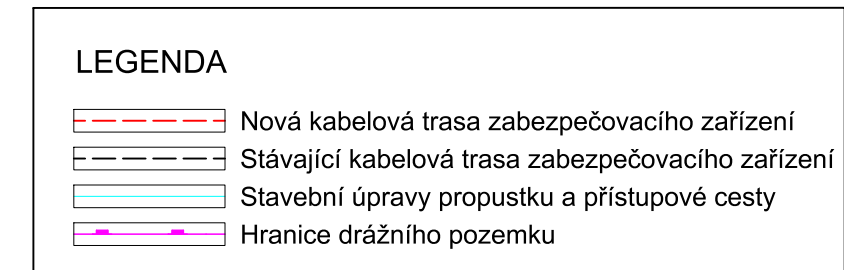 LEGENDA
Nová kabelová trasa zabezpečovacího zařízení
Stávající kabelová trasa zabezpečovacího zařízení
Stavební úpravy propustku a přístupové cesty
Hranice drážního pozemku